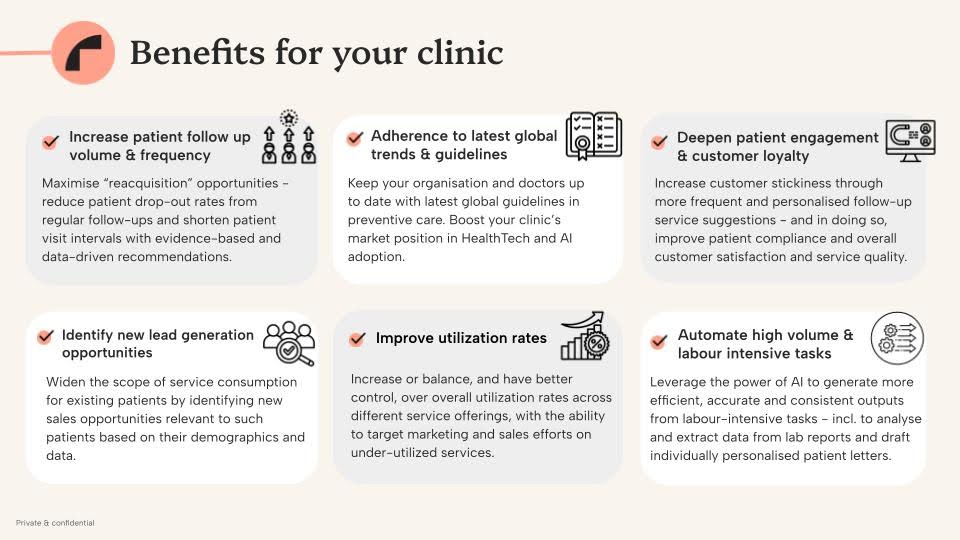 Benefits for your clinic
Increase patient follow up
volume & frequency
Maximise “reacquisition” opportunities –
reduce patient drop-out rates from
regular follow-ups and shorten patient
visit intervals with evidence-based and
data-driven recommendations.
Adherence to latest global
trends & guidelines
Keep your organisation and doctors up
to date with latest global guidelines in
preventive care. Boost your clinic’s
market position in HealthTech and AI
adoption.
Deepen patient engagement
& customer loyalty
Increase customer stickiness through
more frequent and personalised follow-up
service suggestions – and in doing so,
improve patient compliance and overall
customer satisfaction and service quality.
Identify new lead generation
opportunities
Widen the scope of service consumption
for existing patients by identifying new
sales opportunities relevant to such
patients based on their demographics and
data.
Improve utilization rates
Increase or balance, and have better
control, over overall utilization rates across
different service offerings, with the ability
to target marketing and sales efforts on
under-utilized services.
Automate high volume &
labour intensive tasks
Leverage the power of AI to generate more
efficient, accurate and consistent outputs
from labour-intensive tasks – incl. to analyse
and extract data from lab reports and draft
individually personalised patient letters.
Private & confidential